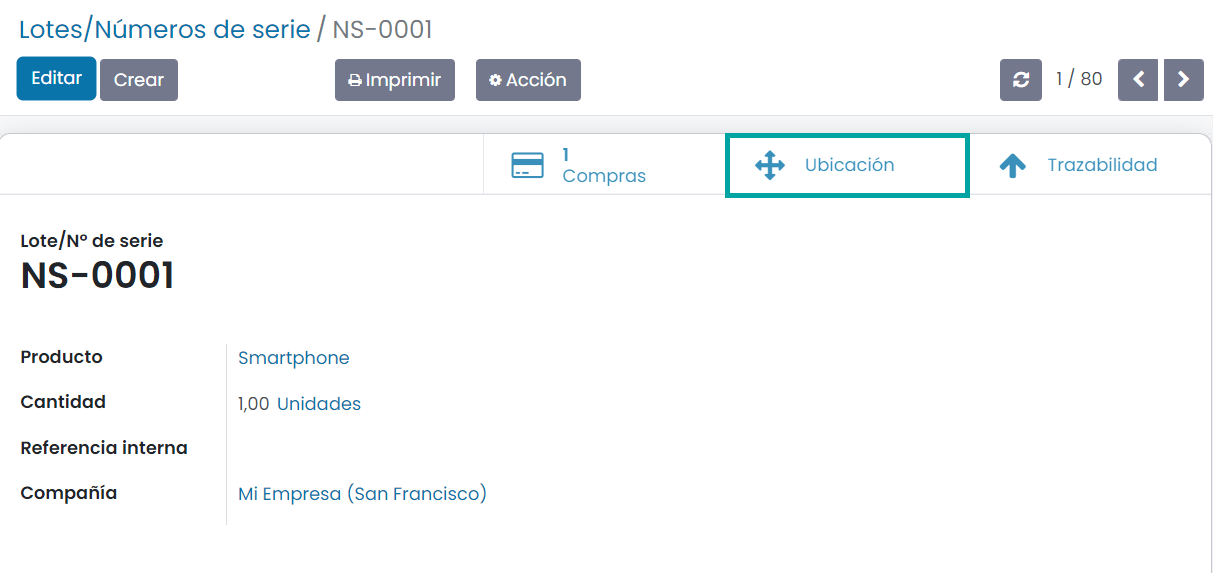 Lotes/Números de serie / NS-0001
Editar Crear Imprimir Acción 1 / 80
1
Compras Ubicación Trazabilidad
Lote/Nº de serie
NS-0001
Producto Smartphone
Cantidad 1,00 Unidades
Referencia interna
Compañía Mi Empresa (San Francisco)